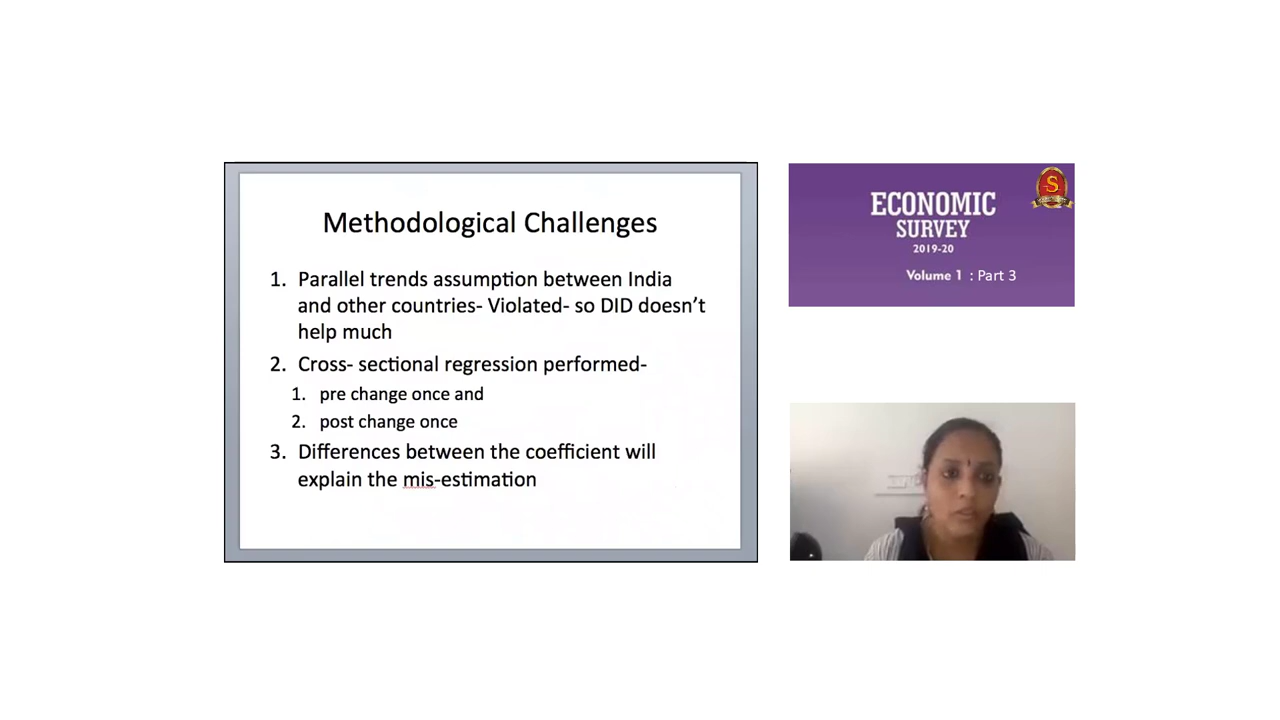 Methodological Challenges
1. Parallel trends assumption between India
and other countries- Violated- so DID doesn't
help much
2. Cross- sectional regression performed-
1. pre change once and
2. post change once
3. Differences between the coefficient will
explain the mis-estimation
ECONOMIC
SURVEY
2019-20
Volume 1 : Part 3
S